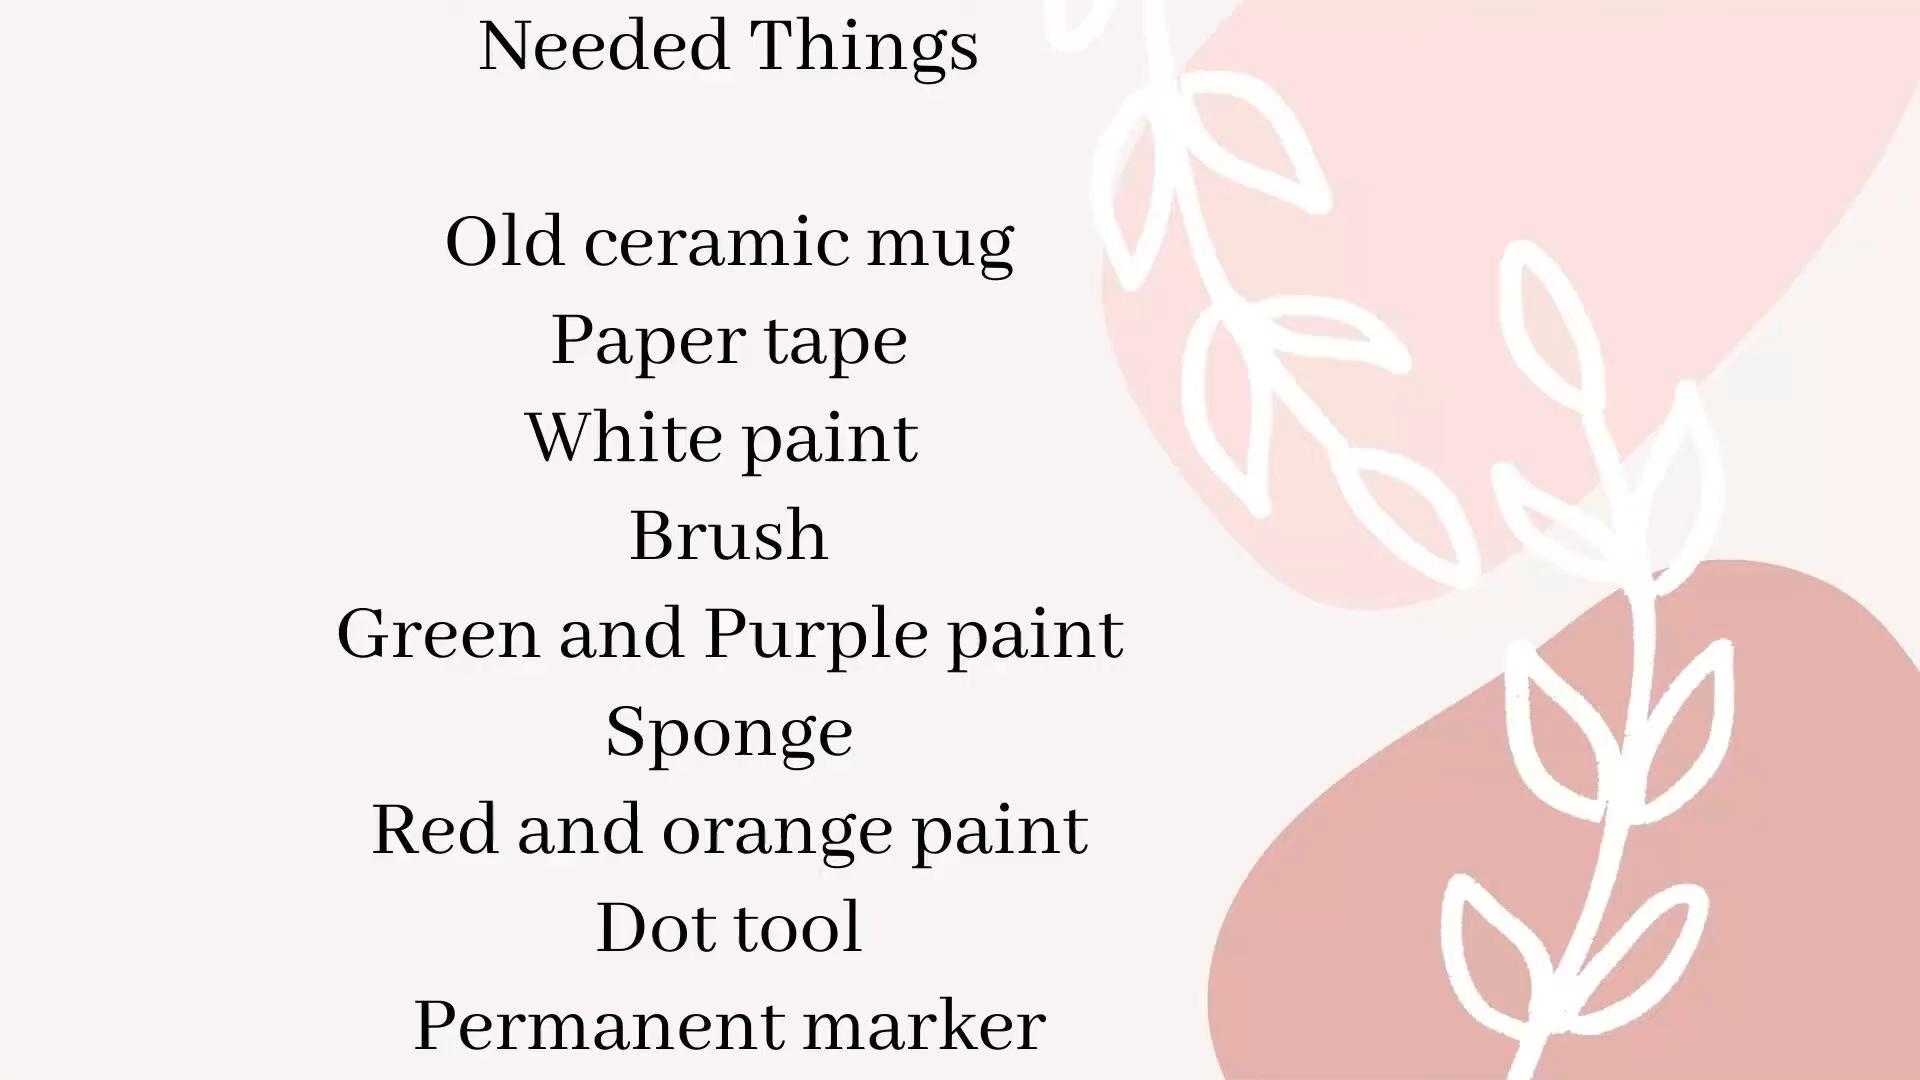 Needed Things
Old ceramic mug
Paper tape
White paint
Brush
Green and Purple paint
Sponge
Red and orange paint
Dot tool
Permanent marker